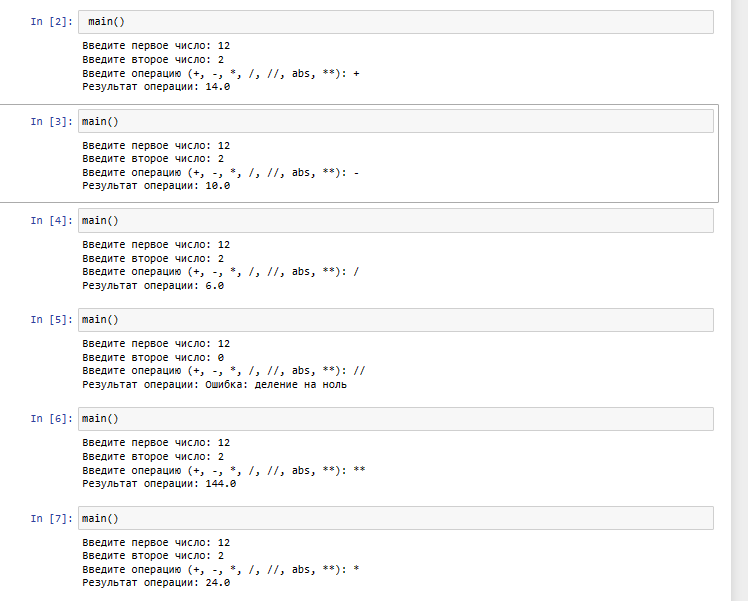 In [2]: main()
Введите первое число: 12
Введите второе число: 2
Введите операцию (+, -, *, /, //, abs, **): +
Результат операции: 14.0
In [3]: main()
Введите первое число: 12
Введите второе число: 2
Введите операцию (+, -, *, /, //, abs, **): -
Результат операции: 10.0
In [4]: main()
Введите первое число: 12
Введите второе число: 2
Введите операцию (+, -, *, /, //, abs, **): /
Результат операции: 6.0
In [5]: main()
Введите первое число: 12
Введите второе число: 0
Введите операцию (+, -, *, /, //, abs, **): //
Результат операции: Ошибка: деление на ноль
In [6]: main()
Введите первое число: 12
Введите второе число: 2
Введите операцию (+, -, *, /, //, abs, **): **
Результат операции: 144.0
In [7]: main()
Введите первое число: 12
Введите второе число: 2
Введите операцию (+, -, *, /, //, abs, **): *
Результат операции: 24.0